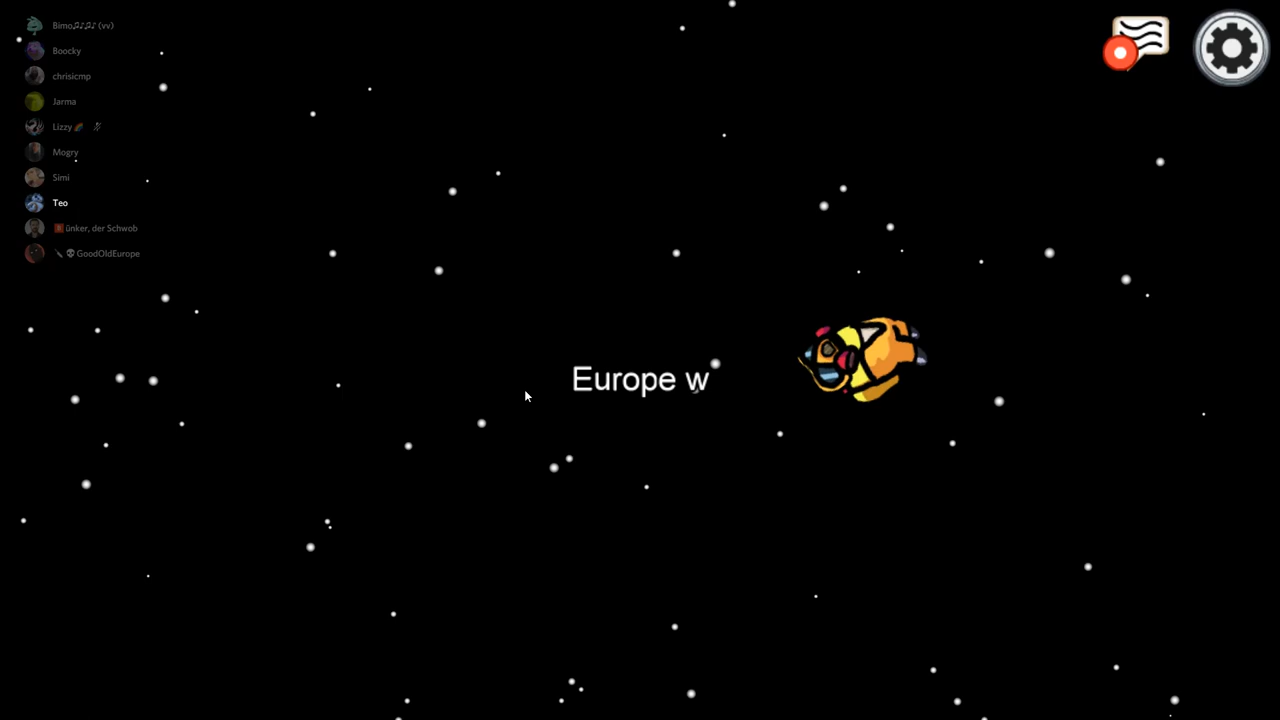 Bimo🎵🎵🎵 (vv)
Boocky
chrisicmp
Jarma
Lizzy
Mogry
Simi
Teo
ünker, der Schwob
GoodOldEurope
Europe w